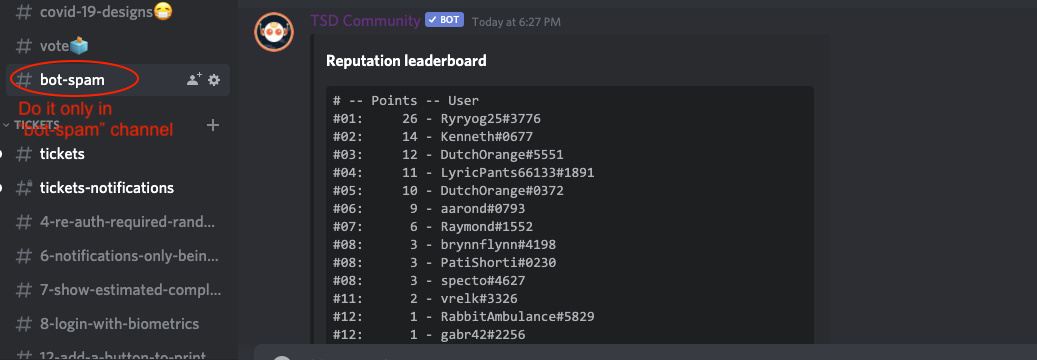 # covid-19-designs😷
# vote🗳️
# bot-spam
Do it only in
"bot-spam" channel
TICKETS +
# tickets
# tickets-notifications
# 4-re-auth-required-rand...
# 6-notifications-only-bein...
# 7-show-estimated-compl...
# 8-login-with-biometrics
# 12-add-a-button-to-print
TSD Community ✓ BOT Today at 6:27 PM
Reputation leaderboard
# -- Points -- User
#01: 26 - Ryryog25#3776
#02: 14 - Kenneth#0677
#03: 12 - DutchOrange#5551
#04: 11 - LyricPants66133#1891
#05: 10 - DutchOrange#0372
#06: 9 - aarond#0793
#07: 6 - Raymond#1552
#08: 3 - brynnflynn#4198
#08: 3 - PatiShorti#0230
#08: 3 - specto#4627
#11: 2 - vrelk#3326
#12: 1 - RabbitAmbulance#5829
#12: 1 - gabr42#2256